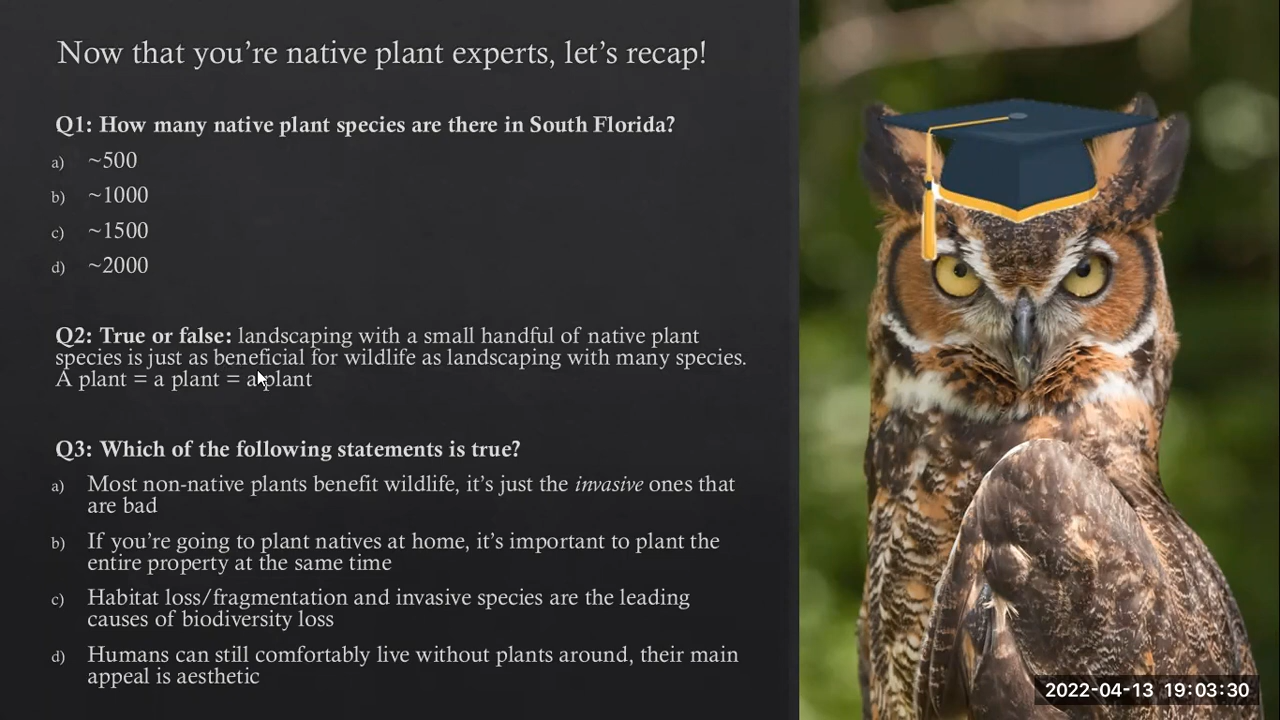 Now that you're native plant experts, let's recap!
Q1: How many native plant species are there in South Florida?
a) ~500
b) ~1000
c) ~1500
d) ~2000
Q2: True or false: landscaping with a small handful of native plant
species is just as beneficial for wildlife as landscaping with many species.
A plant = a plant = a plant
Q3: Which of the following statements is true?
a) Most non-native plants benefit wildlife, it's just the invasive ones that
are bad
b) If you're going to plant natives at home, it's important to plant the
entire property at the same time
c) Habitat loss/fragmentation and invasive species are the leading
causes of biodiversity loss
d) Humans can still comfortably live without plants around, their main
appeal is aesthetic
2022-04-13 19:03:30